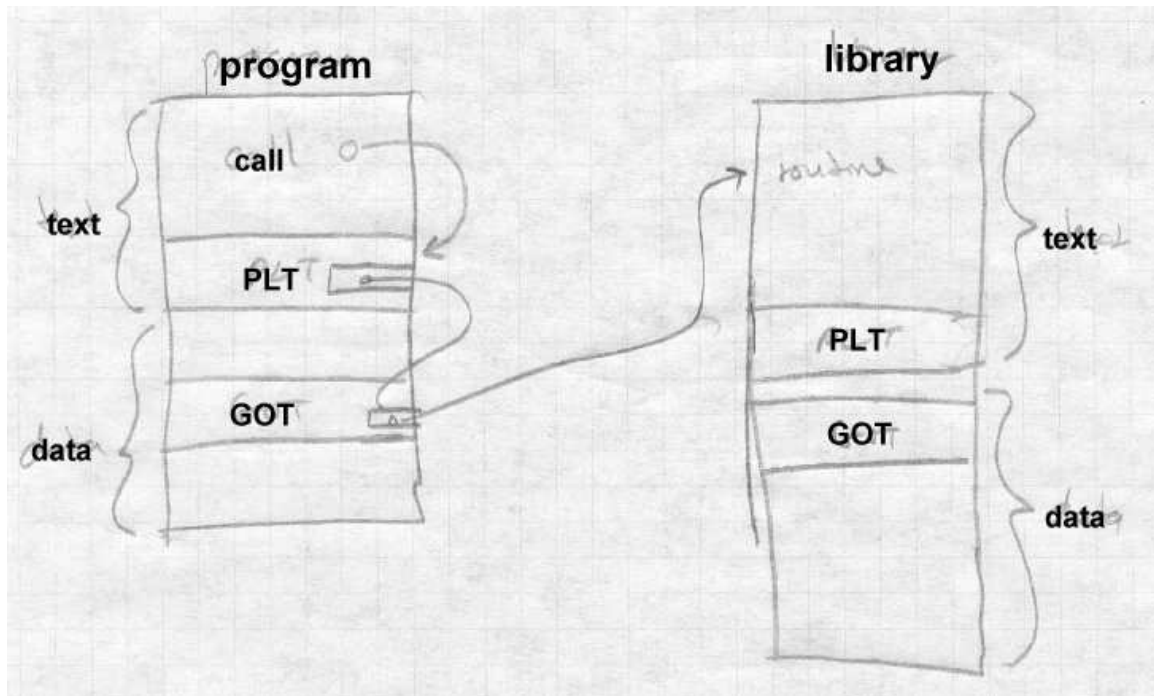 program
library
call
routine
text
text
PLT
PLT
GOT
GOT
data
data